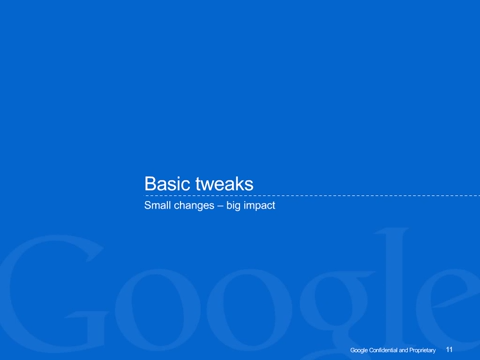 Basic tweaks
Small changes – big impact
Google
Google Confidential and Proprietary 11